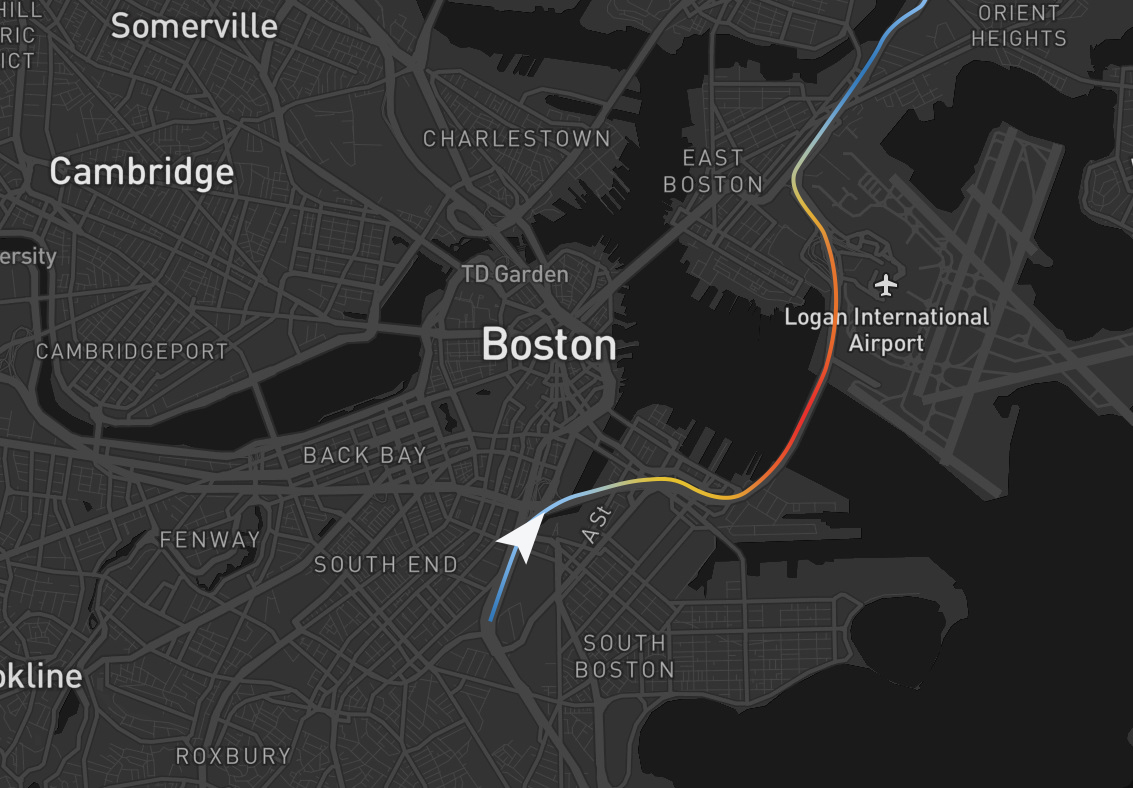 HILL
RIC
ICT
Somerville
ORIENT
HEIGHTS
CHARLESTOWN
Cambridge
EAST
BOSTON
ersity
TD Garden
Logan International
Airport
Boston
CAMBRIDGEPORT
BACK BAY
A St
FENWAY
SOUTH END
SOUTH
BOSTON
okline
ROXBURY